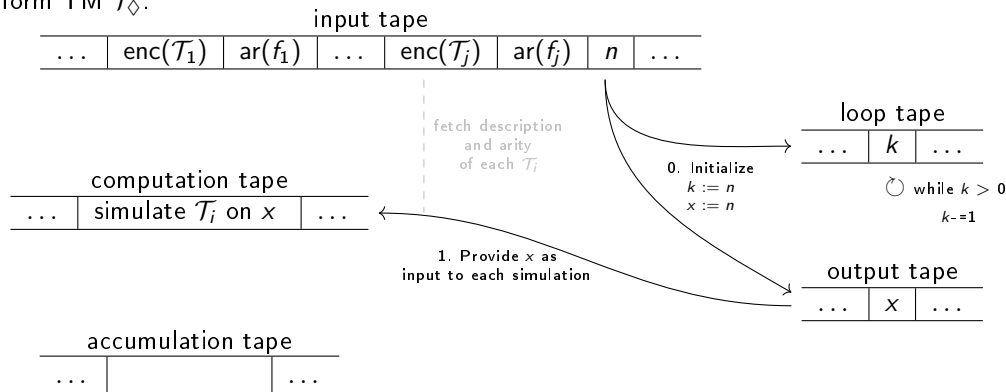 form TM 𝒯◊.
input tape
... enc(𝒯₁) ar(f₁) ... enc(𝒯ⱼ) ar(fⱼ) n ...
fetch description
and arity
of each 𝒯ᵢ
loop tape
... k ...
0. Initialize
k := n
x := n
↻ while k > 0
k-=1
computation tape
... simulate 𝒯ᵢ on x ...
1. Provide x as
input to each simulation
output tape
... x ...
accumulation tape
... ...